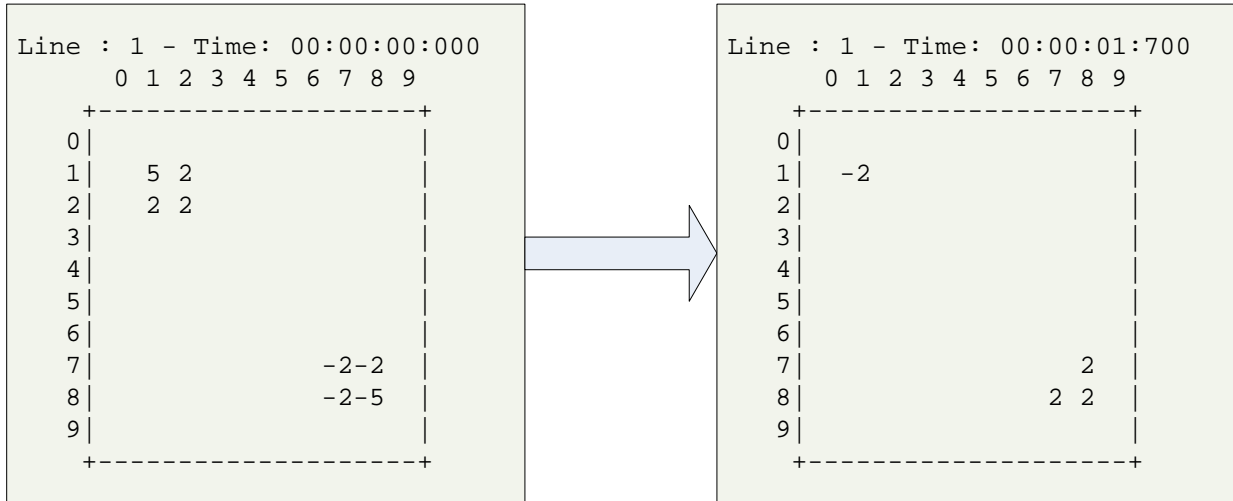 Line : 1 - Time: 00:00:00:000
      0 1 2 3 4 5 6 7 8 9
    +--------------------+
   0|                    |
   1|   5 2              |
   2|   2 2              |
   3|                    |
   4|                    |
   5|                    |
   6|                    |
   7|              -2-2  |
   8|              -2-5  |
   9|                    |
    +--------------------+
Line : 1 - Time: 00:00:01:700
      0 1 2 3 4 5 6 7 8 9
    +--------------------+
   0|                    |
   1|  -2                |
   2|                    |
   3|                    |
   4|                    |
   5|                    |
   6|                    |
   7|                 2  |
   8|               2 2  |
   9|                    |
    +--------------------+